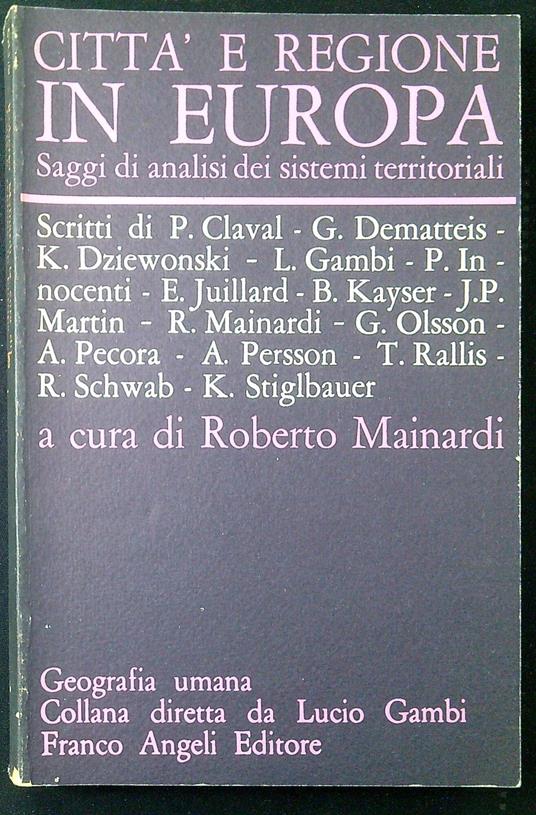 CITTA' E REGIONE
IN EUROPA
Saggi di analisi dei sistemi territoriali
Scritti di P. Claval - G. Dematteis -
K. Dziewonski - L. Gambi - P. In -
nocenti - E. Juillard - B. Kayser - J.P.
Martin - R. Mainardi - G. Olsson -
A. Pecora - A. Persson - T. Rallis -
R. Schwab - K. Stiglbauer
a cura di Roberto Mainardi
Geografia umana
Collana diretta da Lucio Gambi
Franco Angeli Editore